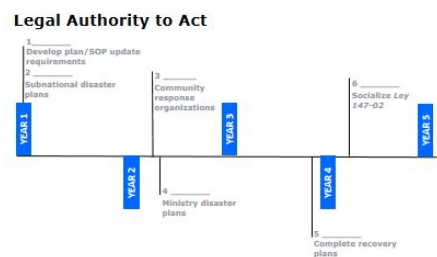 Legal Authority to Act
1________
Develop plan/SOP update
requirements
2 ________
Subnational disaster
plans
3 ________
Community
response
organizations
6 ________
Socialize Ley
147-02
YEAR 1
YEAR 3
YEAR 5
YEAR 2
YEAR 4
4 ________
Ministry disaster
plans
5 ________
Complete recovery
plans